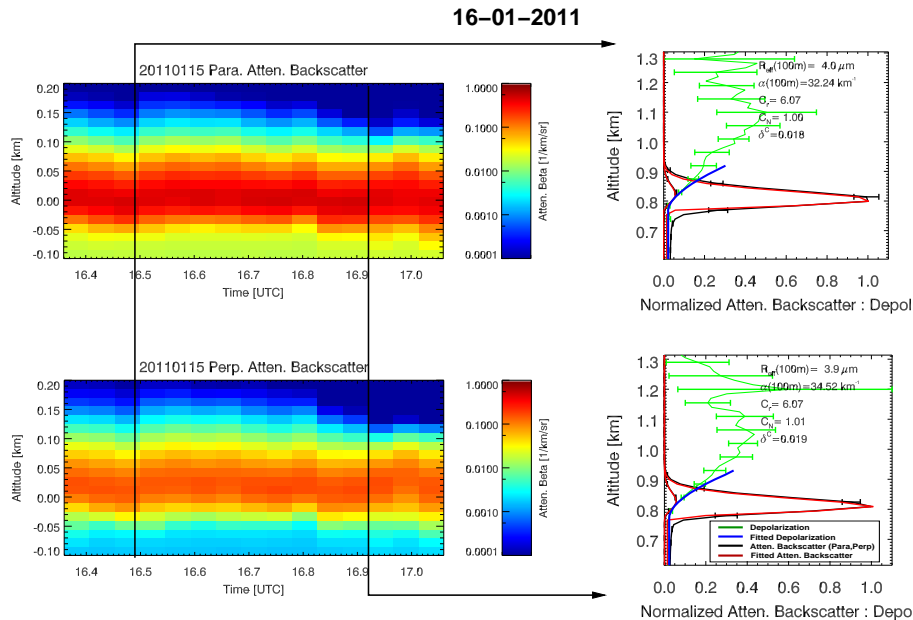 16-01-2011
20110115 Para. Atten. Backscatter
Altitude [km]
0.20
0.15
0.10
0.05
0.00
-0.05
-0.10
16.4 16.5 16.6 16.7 16.8 16.9 17.0
Time [UTC]
1.0000
0.1000
0.0100
0.0010
0.0001
Atten. Beta [1/km/sr]
Altitude [km]
1.3
1.2
1.1
1.0
0.9
0.8
0.7
R_eff(100m) = 4.0 μm
α(100m)=32.24 km⁻¹
C_r= 6.07
C_N= 1.00
δ^C=0.018
0.0 0.2 0.4 0.6 0.8 1.0
Normalized Atten. Backscatter : Depol
20110115 Perp. Atten. Backscatter
Altitude [km]
0.20
0.15
0.10
0.05
0.00
-0.05
-0.10
16.4 16.5 16.6 16.7 16.8 16.9 17.0
Time [UTC]
1.0000
0.1000
0.0100
0.0010
0.0001
Atten. Beta [1/km/sr]
Altitude [km]
1.3
1.2
1.1
1.0
0.9
0.8
0.7
R_eff(100m) = 3.9 μm
α(100m)=34.52 km⁻¹
C_r= 6.07
C_N= 1.01
δ^C=0.019
Depolarization
Fitted Depolarization
Atten. Backscatter (Para,Perp)
Fitted Atten. Backscatter
0.0 0.2 0.4 0.6 0.8 1.0
Normalized Atten. Backscatter : Depo